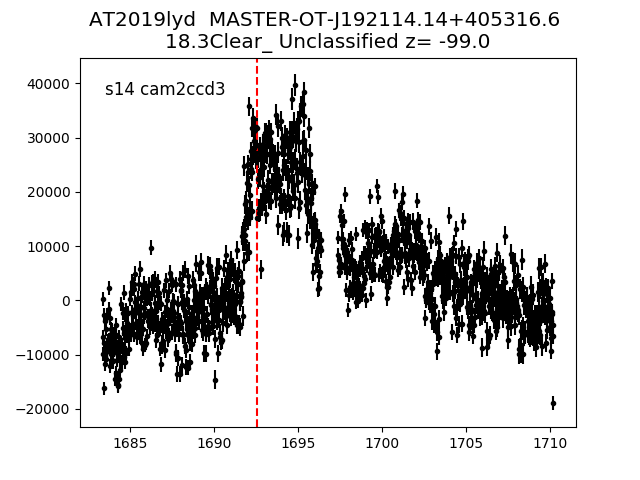 AT2019lyd  MASTER-OT-J192114.14+405316.6
18.3Clear_ Unclassified z= -99.0
s14 cam2ccd3
40000
30000
20000
10000
0
−10000
−20000
1685 1690 1695 1700 1705 1710